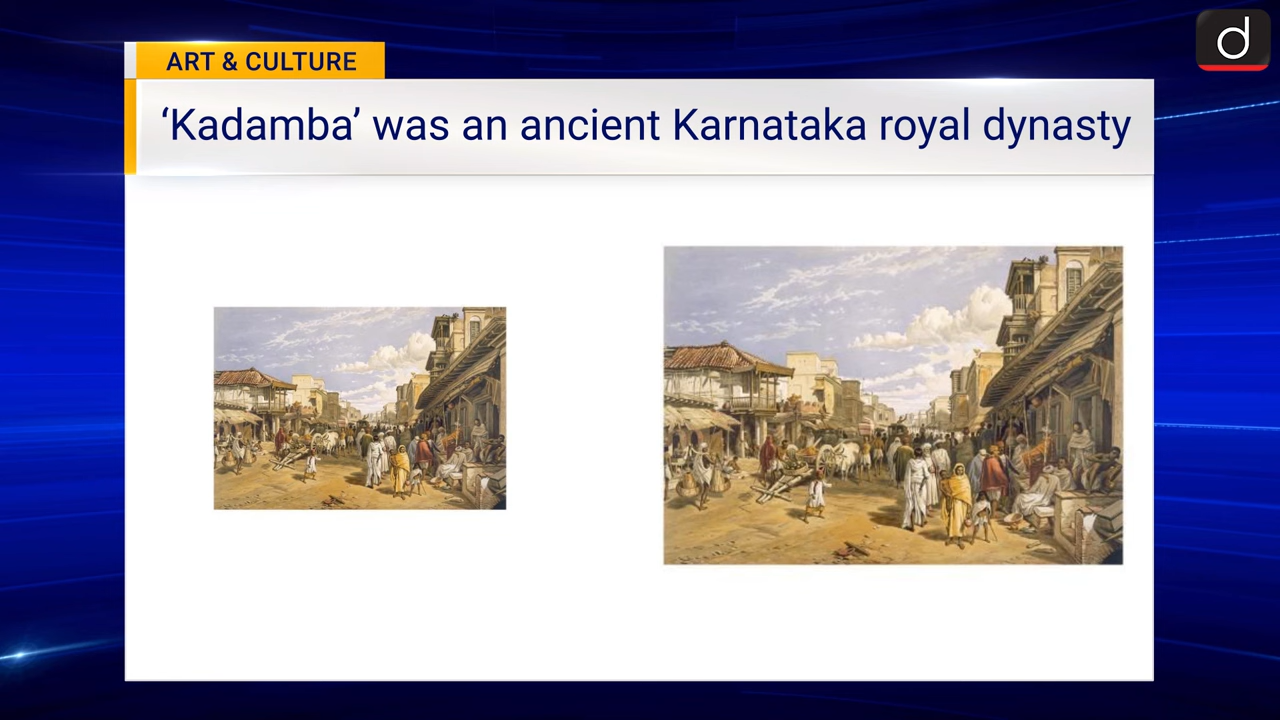 d
ART & CULTURE
‘Kadamba’ was an ancient Karnataka royal dynasty